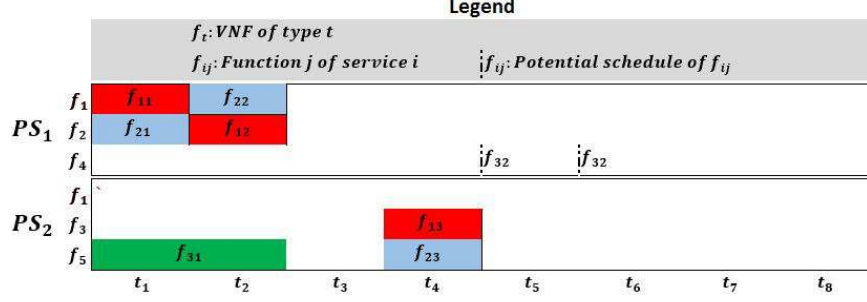 Legend
f_t: VNF of type t
f_ij: Function j of service i f_ij: Potential schedule of f_ij
f_1 f_11 f_22
PS_1 f_2 f_21 f_12
f_4 f_32 f_32
f_1 `
PS_2 f_3 f_13
f_5 f_31 f_23
t_1 t_2 t_3 t_4 t_5 t_6 t_7 t_8